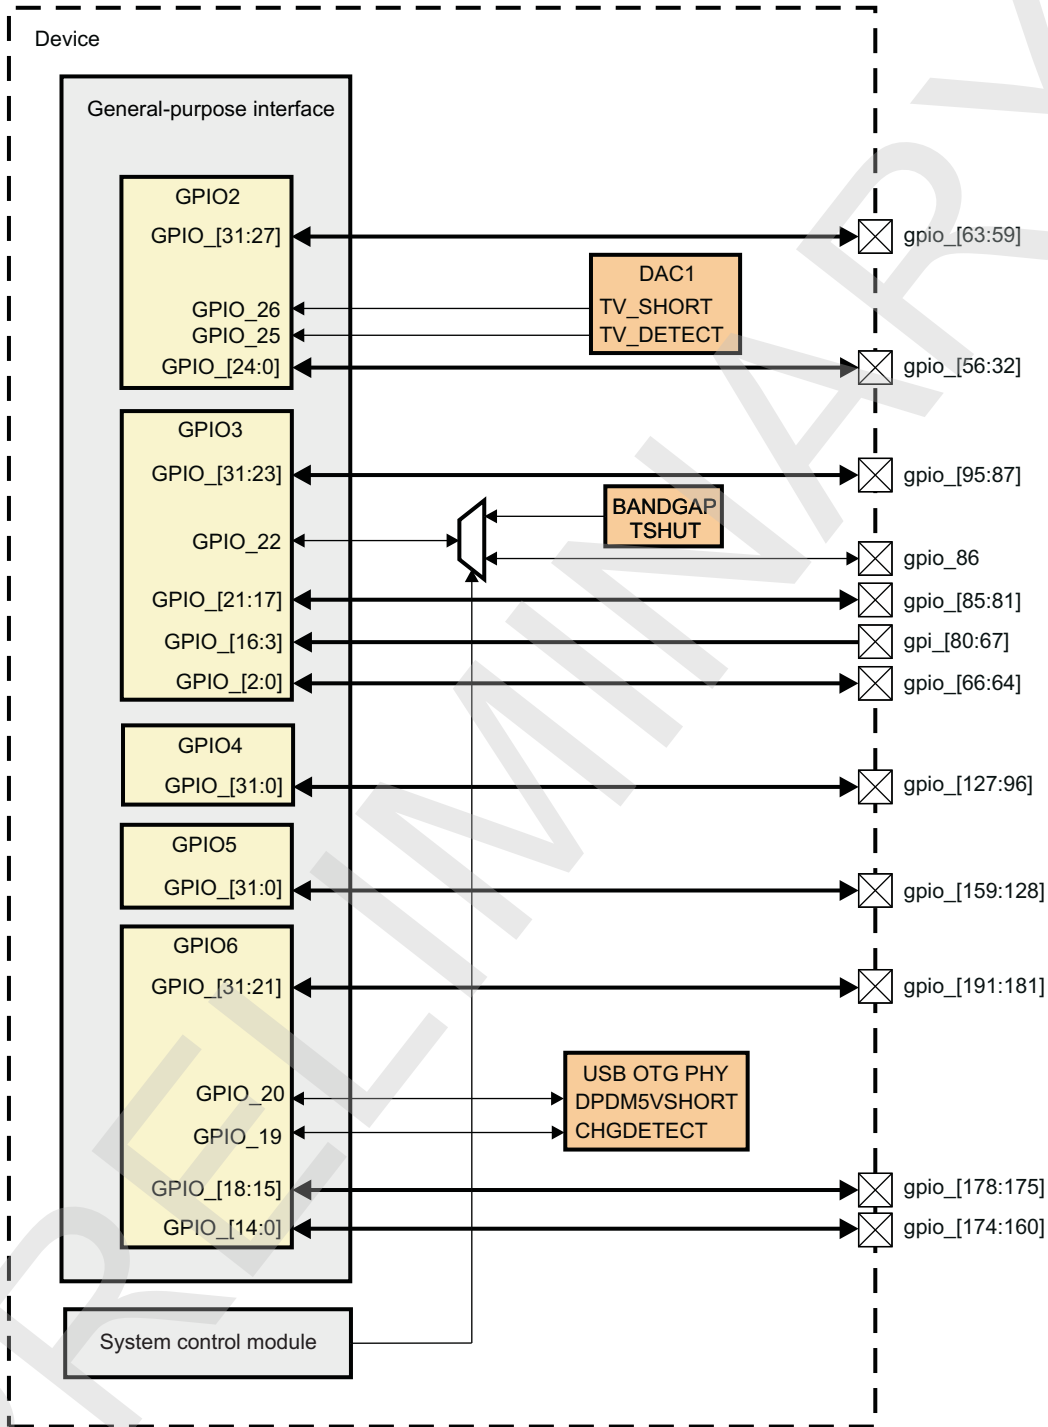 Device
General-purpose interface
GPIO2
GPIO_[31:27]
gpio_[63:59]
DAC1
GPIO_26
TV_SHORT
GPIO_25
TV_DETECT
GPIO_[24:0]
gpio_[56:32]
GPIO3
GPIO_[31:23]
gpio_[95:87]
BANDGAP
TSHUT
GPIO_22
gpio_86
GPIO_[21:17]
gpio_[85:81]
GPIO_[16:3]
gpi_[80:67]
GPIO_[2:0]
gpio_[66:64]
GPIO4
GPIO_[31:0]
gpio_[127:96]
GPIO5
GPIO_[31:0]
gpio_[159:128]
GPIO6
GPIO_[31:21]
gpio_[191:181]
USB OTG PHY
GPIO_20
DPDM5VSHORT
GPIO_19
CHGDETECT
GPIO_[18:15]
gpio_[178:175]
GPIO_[14:0]
gpio_[174:160]
System control module
PRELIMINARY